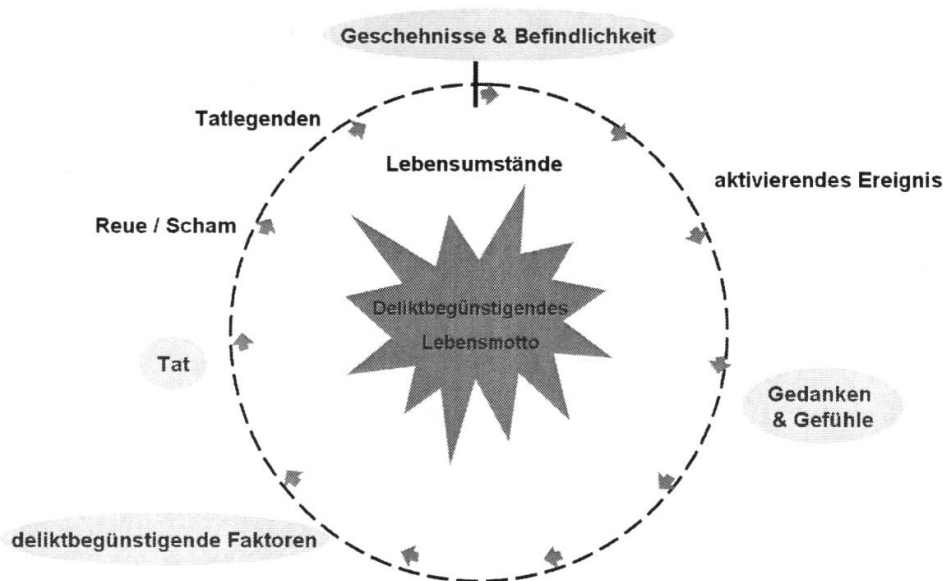 Geschehnisse & Befindlichkeit
Tatlegenden
Lebensumstände
aktivierendes Ereignis
Reue / Scham
Deliktbegünstigendes
Lebensmotto
Tat
Gedanken
& Gefühle
deliktbegünstigende Faktoren